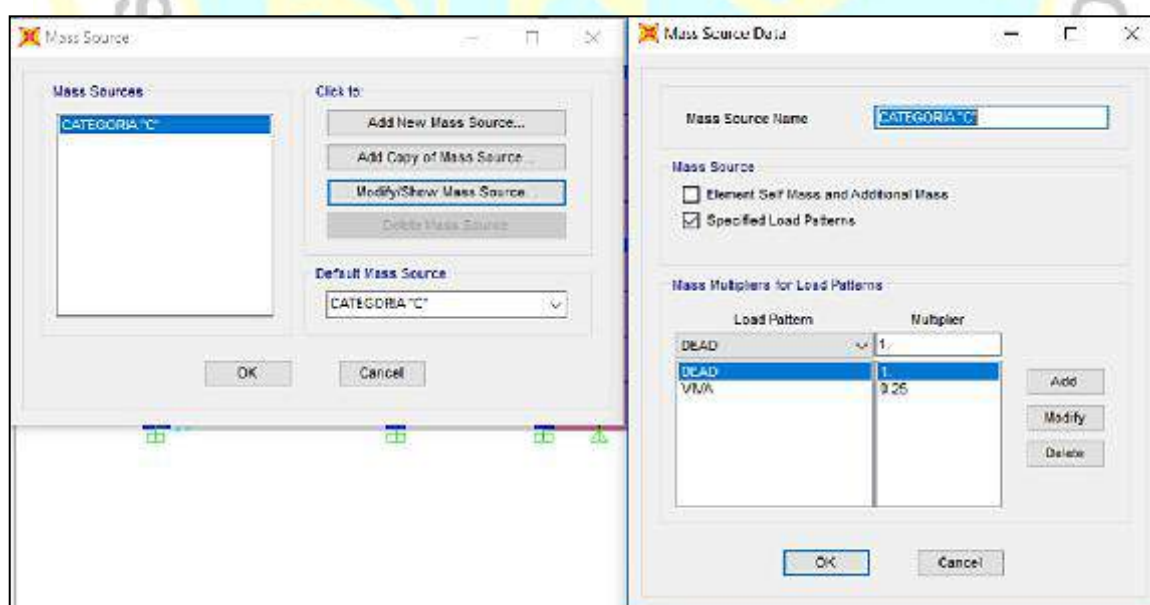 Mass Source
Mass Sources
CATEGORIA "C"
Click to:
Add New Mass Source...
Add Copy of Mass Source...
Modify/Show Mass Source...
Delete Mass Source
Default Mass Source
CATEGORIA "C"
OK
Cancel
Mass Source Data
Mass Source Name
CATEGORIA "C"
Mass Source
Element Self Mass and Additional Mass
Specified Load Patterns
Mass Multipliers for Load Patterns
Load Pattern
Multiplier
DEAD
1.
DEAD
1.
VIVA
0.25
Add
Modify
Delete
OK
Cancel